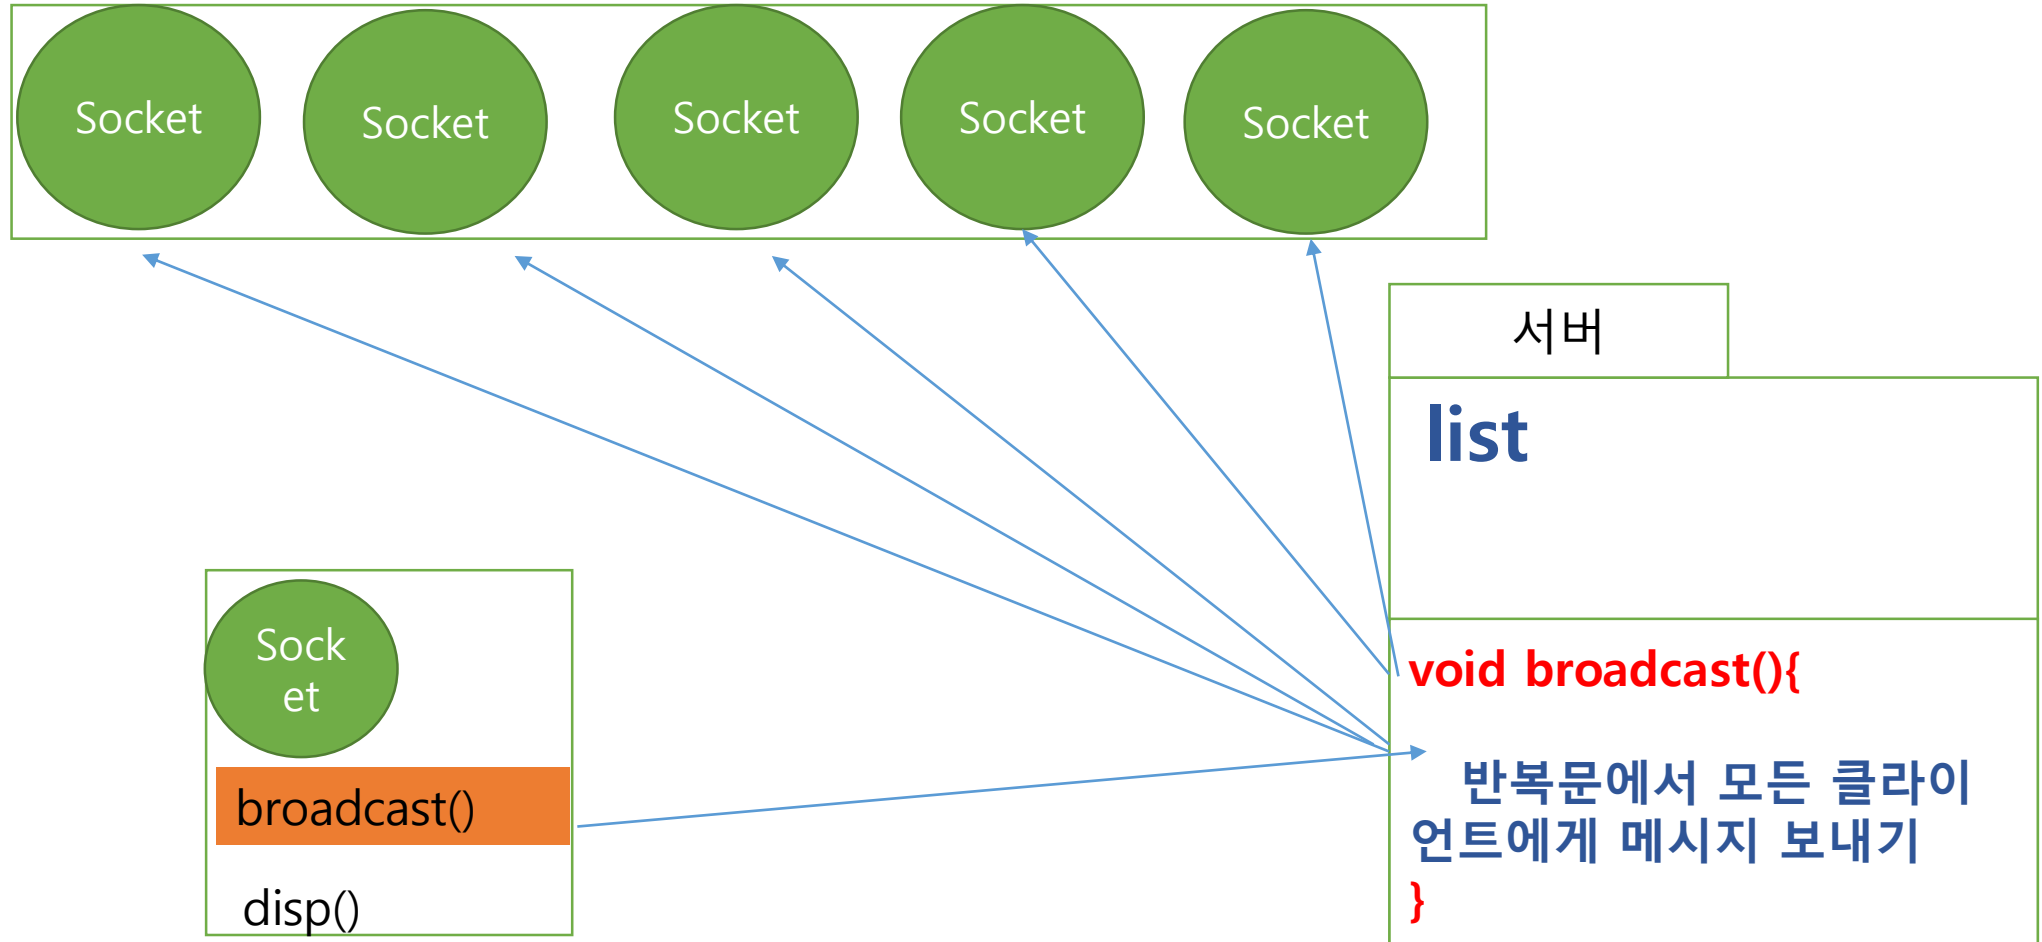 Socket
Socket
Socket
Socket
Socket
서버
list
Sock
et
broadcast()
disp()
void broadcast(){
반복문에서 모든 클라이
언트에게 메시지 보내기
}